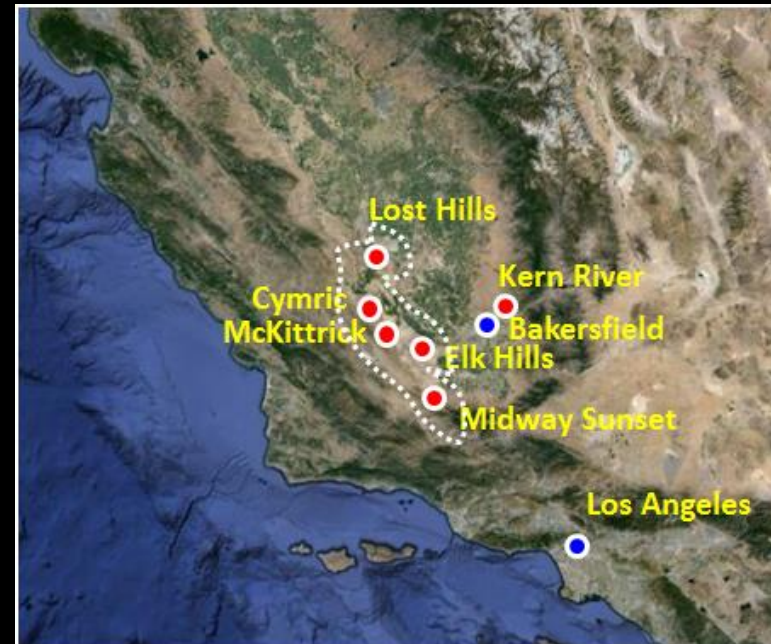 Lost Hills
Kern River
Cymric
Bakersfield
McKittrick
Elk Hills
Midway Sunset
Los Angeles